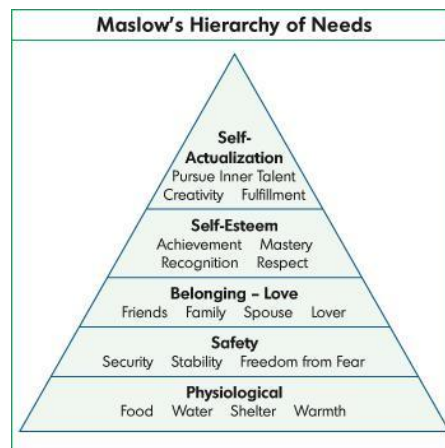 Maslow's Hierarchy of Needs
Self-
Actualization
Pursue Inner Talent
Creativity Fulfillment
Self-Esteem
Achievement Mastery
Recognition Respect
Belonging – Love
Friends Family Spouse Lover
Safety
Security Stability Freedom from Fear
Physiological
Food Water Shelter Warmth